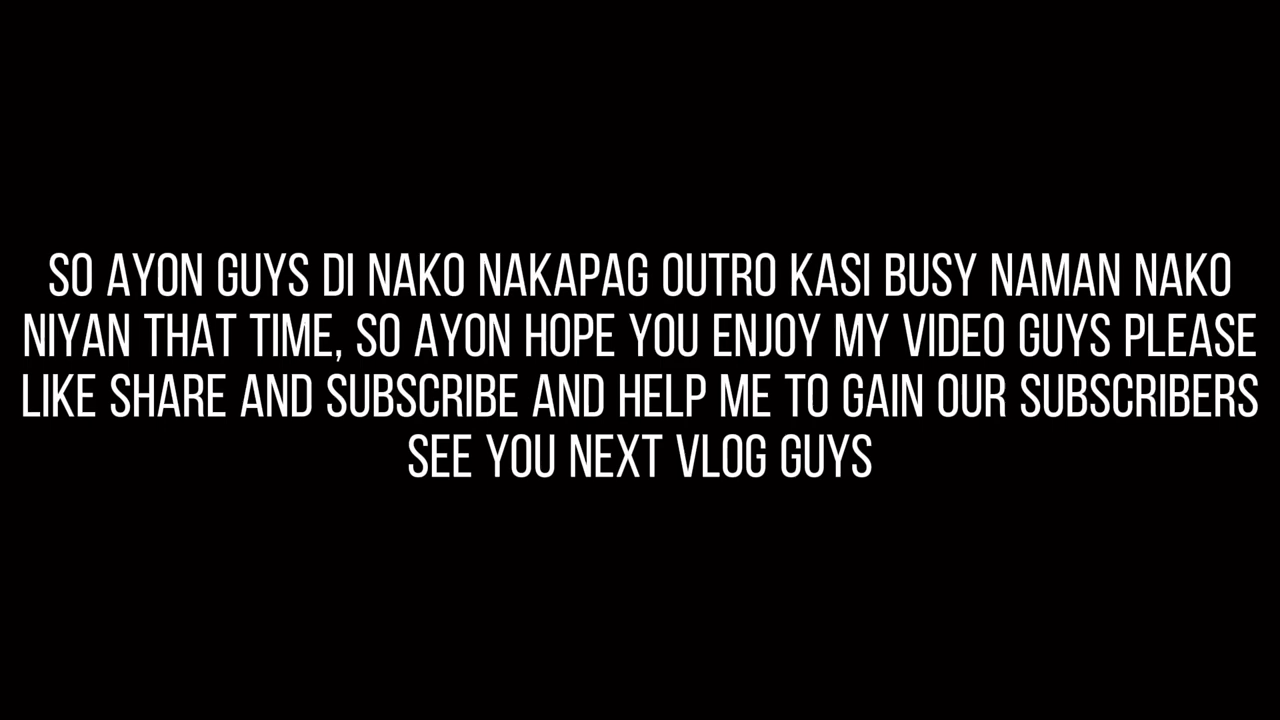 SO AYON GUYS DI NAKO NAKAPAG OUTRO KASI BUSY NAMAN NAKO
NIYAN THAT TIME, SO AYON HOPE YOU ENJOY MY VIDEO GUYS PLEASE
LIKE SHARE AND SUBSCRIBE AND HELP ME TO GAIN OUR SUBSCRIBERS
SEE YOU NEXT VLOG GUYS